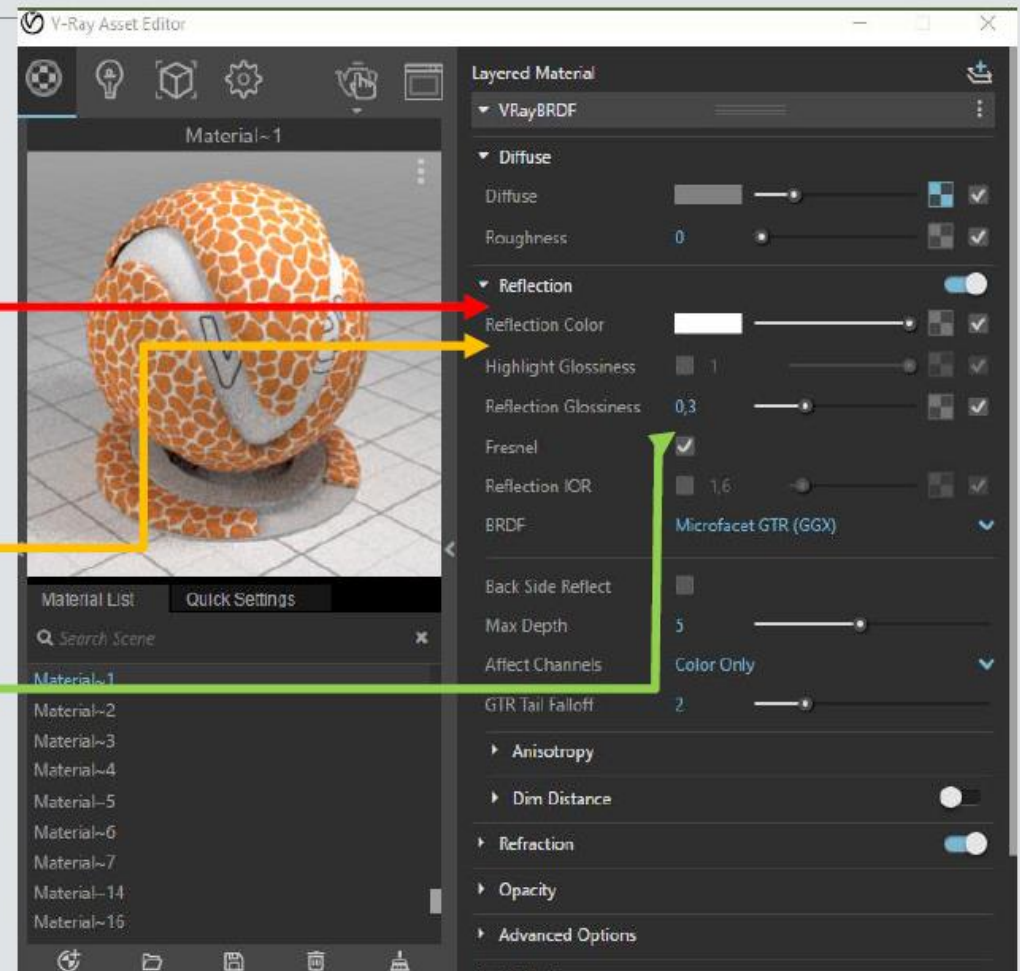 V-Ray Asset Editor
Material~1
Material List
Quick Settings
Search Scene
Material~1
Material~2
Material~3
Material~4
Material~5
Material~6
Material~7
Material~14
Material~16
Layered Material
VRayBRDF
Diffuse
Diffuse
Roughness 0
Reflection
Reflection Color
Highlight Glossiness 1
Reflection Glossiness 0,3
Fresnel
Reflection IOR 1,6
BRDF Microfacet GTR (GGX)
Back Side Reflect
Max Depth 5
Affect Channels Color Only
GTR Tail Falloff 2
Anisotropy
Dim Distance
Refraction
Opacity
Advanced Options